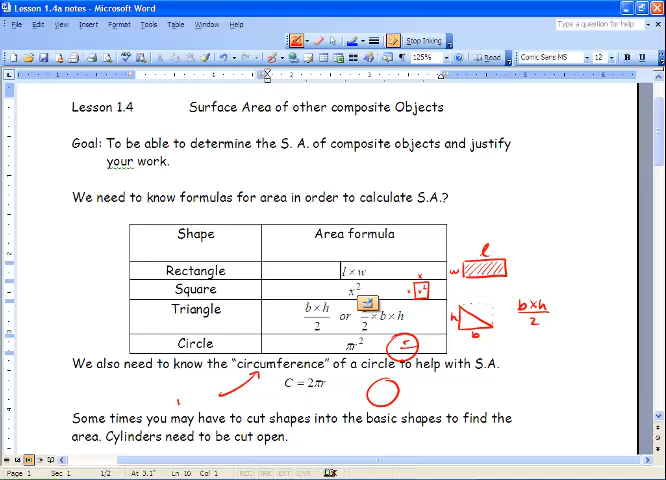 Lesson 1.4a notes - Microsoft Word
File Edit View Insert Format Tools Table Window Help
Type a question for help
Stop Inking
125%
Read
Comic Sans MS
12
B U
Lesson 1.4 Surface Area of other composite Objects
Goal: To be able to determine the S. A. of composite objects and justify
your work.
We need to know formulas for area in order to calculate S.A.?
Shape Area formula
Rectangle l × w
Square x²
Triangle b × h / 2 or /2 × b × h
Circle πr²
l
w
x
x x²
h
b
b x h / 2
r
We also need to know the "circumference" of a circle to help with S.A.
C = 2πr
Some times you may have to cut shapes into the basic shapes to find the
area. Cylinders need to be cut open.
Page 1 Sec 1 1/2 At 3.1" Ln 10 Col 1 REC TRK EXT OVR